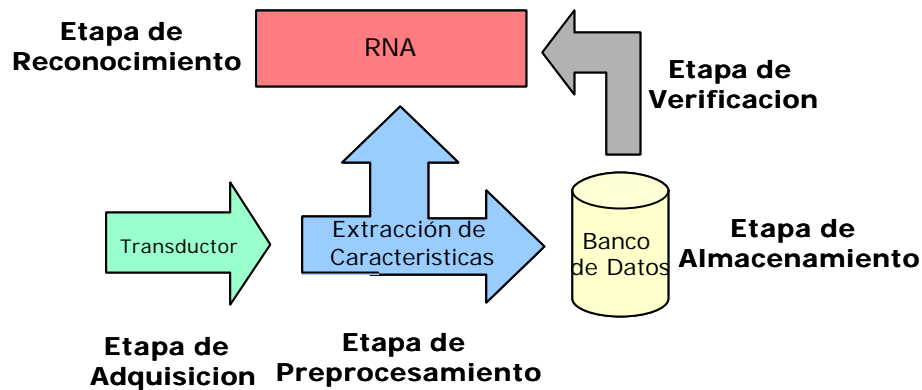 Etapa de
Reconocimiento
RNA
Etapa de
Verificacion
Transductor
Extracción de
Caracteristicas
Banco
de Datos
Etapa de
Almacenamiento
Etapa de
Adquisicion
Etapa de
Preprocesamiento